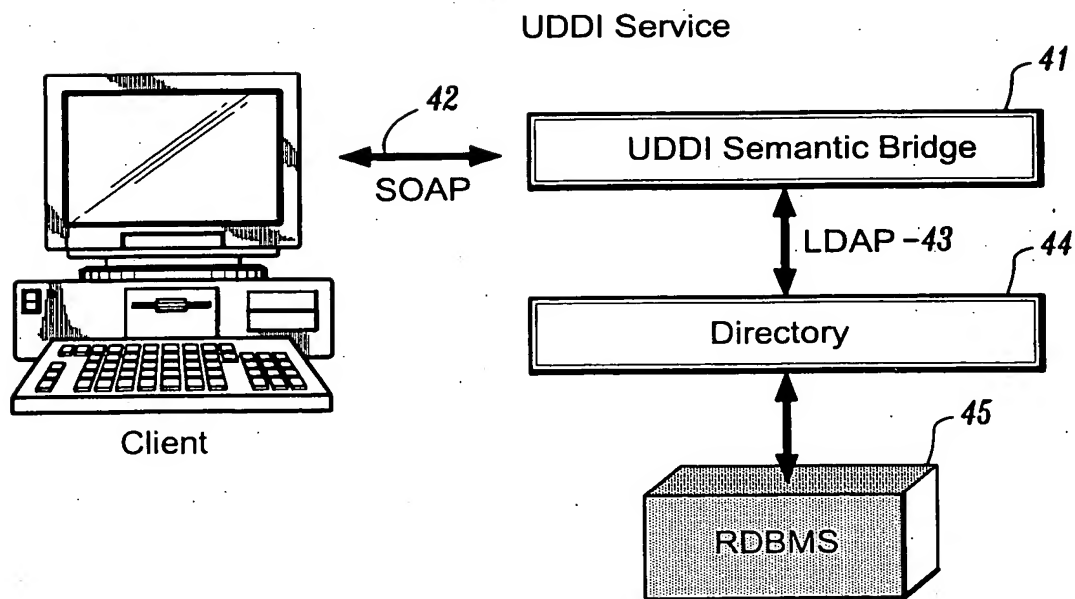 UDDI Service
41
42
UDDI Semantic Bridge
SOAP
LDAP -43
44
Directory
Client
45
RDBMS